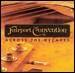 Fairport Convention
ACROSS THE DECADES